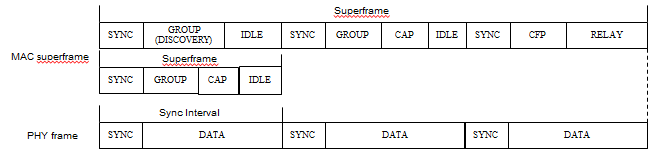 Superframe
SYNC GROUP (DISCOVERY) IDLE SYNC GROUP CAP IDLE SYNC CFP RELAY
MAC superframe
Superframe
SYNC GROUP CAP IDLE
Sync Interval
PHY frame SYNC DATA SYNC DATA SYNC DATA